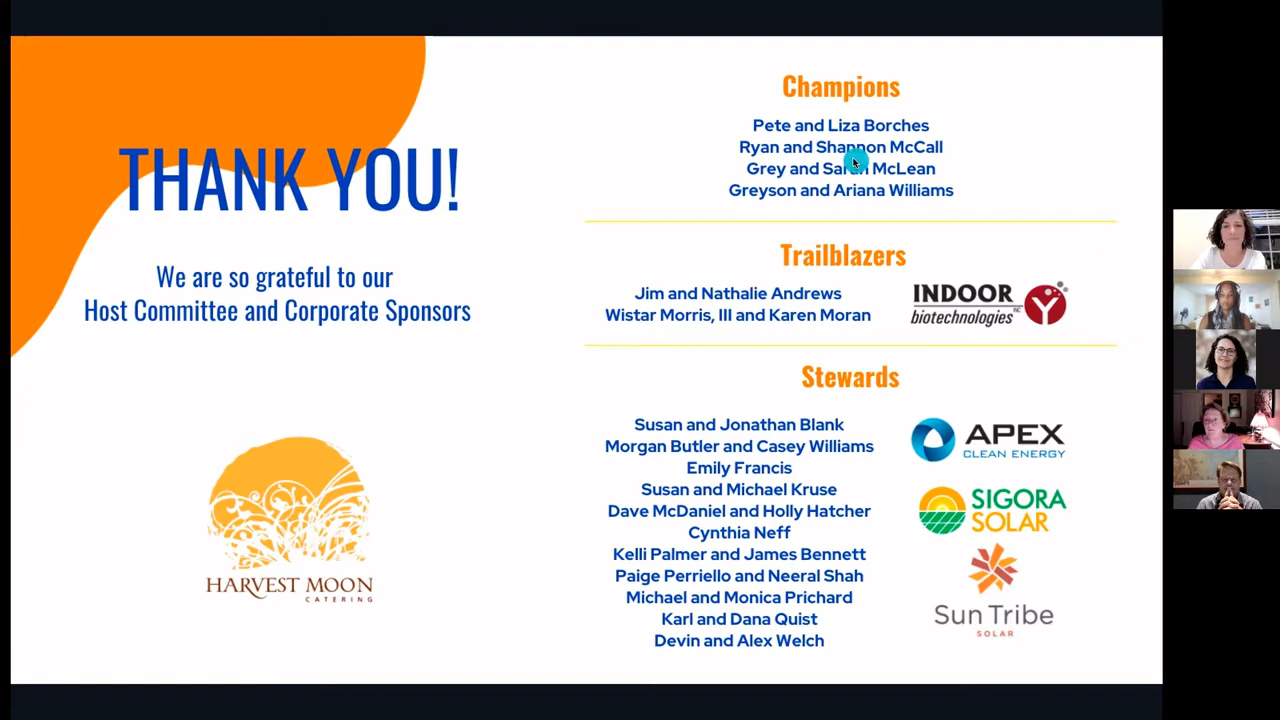 THANK YOU!
We are so grateful to our
Host Committee and Corporate Sponsors
HARVEST MOON
CATERING
Champions
Pete and Liza Borches
Ryan and Shannon McCall
Grey and Sarah McLean
Greyson and Ariana Williams
Trailblazers
Jim and Nathalie Andrews
Wistar Morris, III and Karen Moran
INDOOR
biotechnologies INC
Y
Stewards
Susan and Jonathan Blank
Morgan Butler and Casey Williams
Emily Francis
Susan and Michael Kruse
Dave McDaniel and Holly Hatcher
Cynthia Neff
Kelli Palmer and James Bennett
Paige Perriello and Neeral Shah
Michael and Monica Prichard
Karl and Dana Quist
Devin and Alex Welch
APEX
CLEAN ENERGY
SIGORA
SOLAR
Sun Tribe
SOLAR